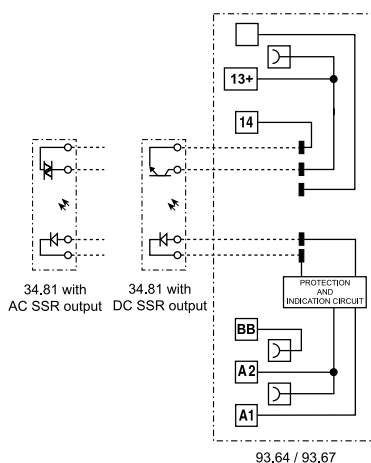 13+
14
PROTECTION
AND
INDICATION CIRCUIT
34.81 with
AC SSR output
34.81 with
DC SSR output
BB
A2
A1
93.64 / 93.67